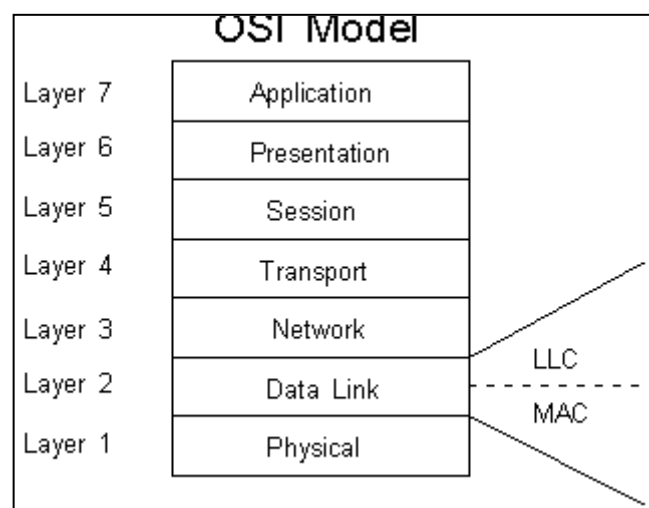 OSI Model
Layer 7 Application
Layer 6 Presentation
Layer 5 Session
Layer 4 Transport
Layer 3 Network
LLC
Layer 2 Data Link
MAC
Layer 1 Physical